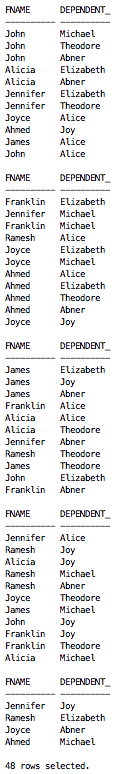 FNAME DEPENDENT_
---------- ----------
John Michael
John Theodore
John Abner
Alicia Elizabeth
Alicia Abner
Jennifer Elizabeth
Jennifer Theodore
Joyce Alice
Ahmed Joy
James Alice
John Alice
FNAME DEPENDENT_
---------- ----------
Franklin Elizabeth
Jennifer Michael
Franklin Michael
Ramesh Alice
Joyce Elizabeth
Joyce Michael
Ahmed Alice
Ahmed Elizabeth
Ahmed Theodore
Ahmed Abner
Joyce Joy
FNAME DEPENDENT_
---------- ----------
James Elizabeth
James Joy
James Abner
Franklin Alice
Alicia Alice
Alicia Theodore
Jennifer Abner
Ramesh Theodore
James Theodore
John Elizabeth
Franklin Abner
FNAME DEPENDENT_
---------- ----------
Jennifer Alice
Ramesh Joy
Alicia Joy
Ramesh Michael
Ramesh Abner
Joyce Theodore
James Michael
John Joy
Franklin Joy
Franklin Theodore
Alicia Michael
FNAME DEPENDENT_
---------- ----------
Jennifer Joy
Ramesh Elizabeth
Joyce Abner
Ahmed Michael
48 rows selected.